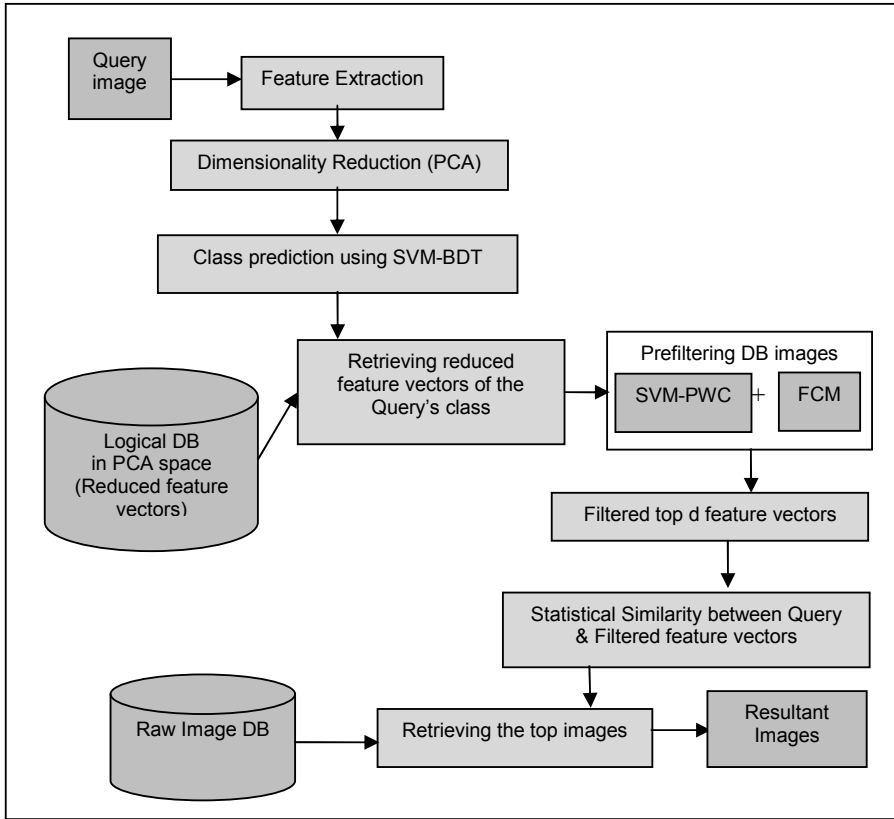 Query
image
Feature Extraction
Dimensionality Reduction (PCA)
Class prediction using SVM-BDT
Retrieving reduced
feature vectors of the
Query's class
Prefiltering DB images
SVM-PWC + FCM
Logical DB
in PCA space
(Reduced feature
vectors)
Filtered top d feature vectors
Statistical Similarity between Query
& Filtered feature vectors
Raw Image DB
Retrieving the top images
Resultant
Images